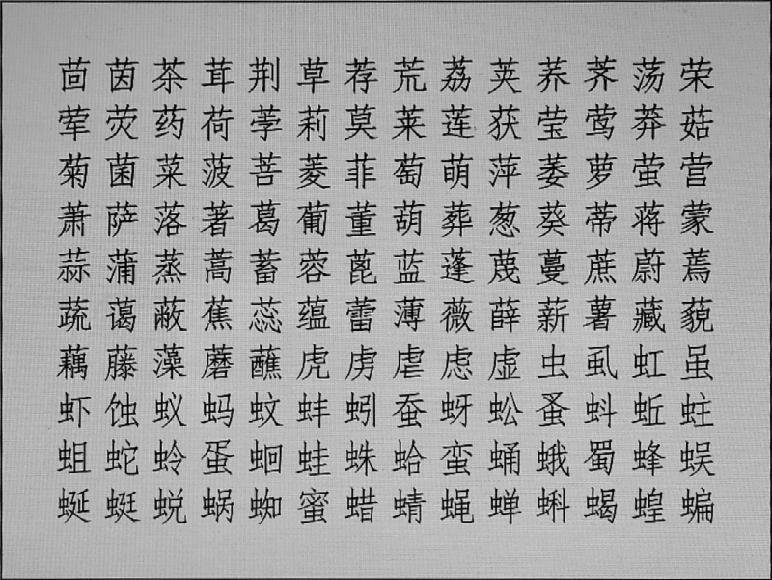 茴茵茶茸荆草荐荒荔荚荞荠荡荣
荤荧药荷荸莉莫莱莲获莹莺莽菇
菊菌菜菠菩菱菲萄萌萍萎萝萤营
萧萨落著葛葡董葫葬葱葵蒂蒋蒙
蒜蒲蒸蒿蓄蓉蓖蓝蓬蔑蔓蔗蔚蔫
蔬蔼蔽蕉蕊蕴蕾薄薇薛薪薯藏藐
藕藤藻蘑蘸虎虏虐虑虚虫虱虹虽
虾蚀蚁蚂蚊蚌蚓蚕蚜蚣蚤蚪蚯蛀
蛆蛇蛉蛋蛔蛙蛛蛤蛮蛹蛾蜀蜂蜈
蜒蜓蜕蜗蜘蜜蜡蜻蝇蝉蝌蝎蝗蝙